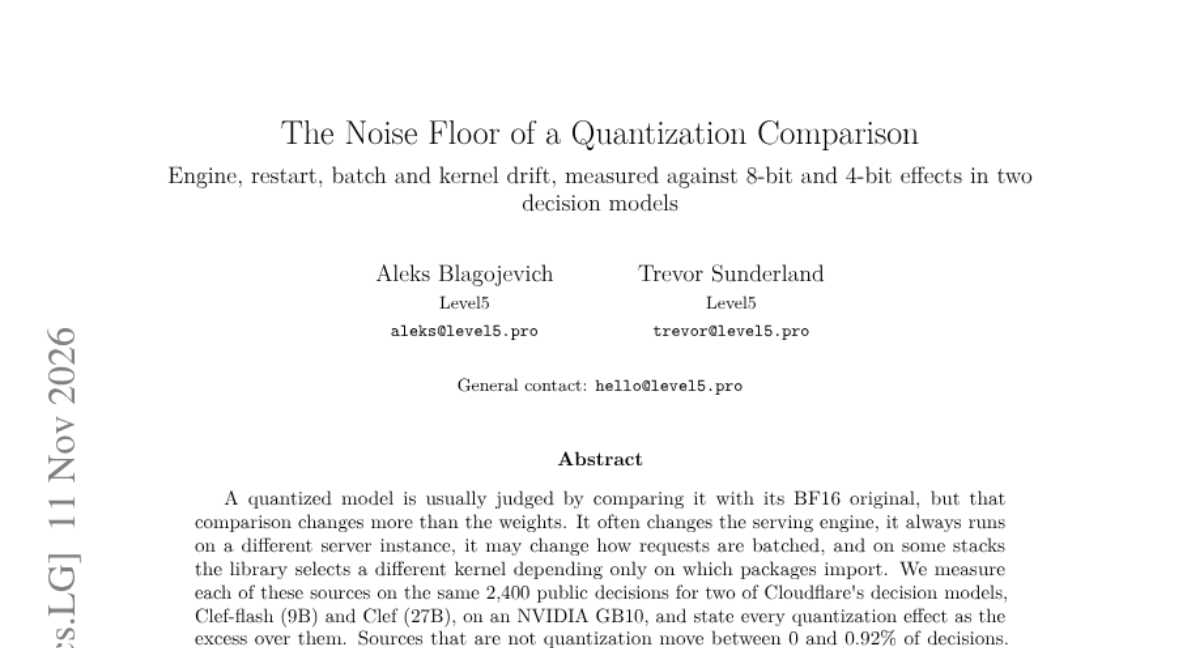 The Noise Floor of a Quantization Comparison
Engine, restart, batch and kernel drift, measured against 8-bit and 4-bit effects in two
decision models
Aleks Blagojevich
Level5
aleks@level5.pro
Trevor Sunderland
Level5
trevor@level5.pro
General contact: hello@level5.pro
Abstract
A quantized model is usually judged by comparing it with its BF16 original, but that
comparison changes more than the weights. It often changes the serving engine, it always runs
on a different server instance, it may change how requests are batched, and on some stacks
the library selects a different kernel depending only on which packages import. We measure
each of these sources on the same 2,400 public decisions for two of Cloudflare's decision models,
Clef-flash (9B) and Clef (27B), on an NVIDIA GB10, and state every quantization effect as the
excess over them. Sources that are not quantization move between 0 and 0.92% of decisions.
cs.LG] 11 Nov 2026